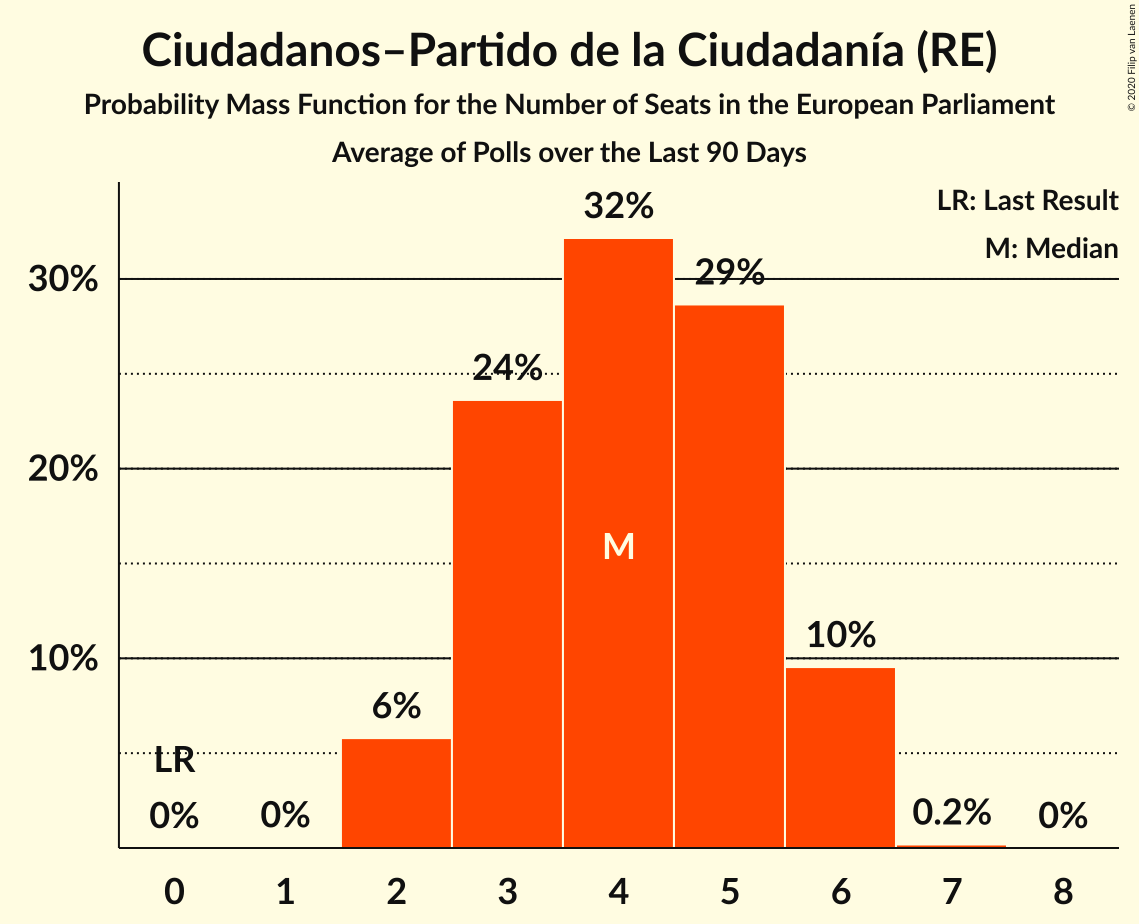 Ciudadanos–Partido de la Ciudadanía (RE)
Probability Mass Function for the Number of Seats in the European Parliament
Average of Polls over the Last 90 Days
© 2020 Filip van Laenen
LR: Last Result
M: Median
32%
29%
30%
24%
20%
M
10%
10%
6%
LR
0%
0%
0.2%
0%
0 1 2 3 4 5 6 7 8